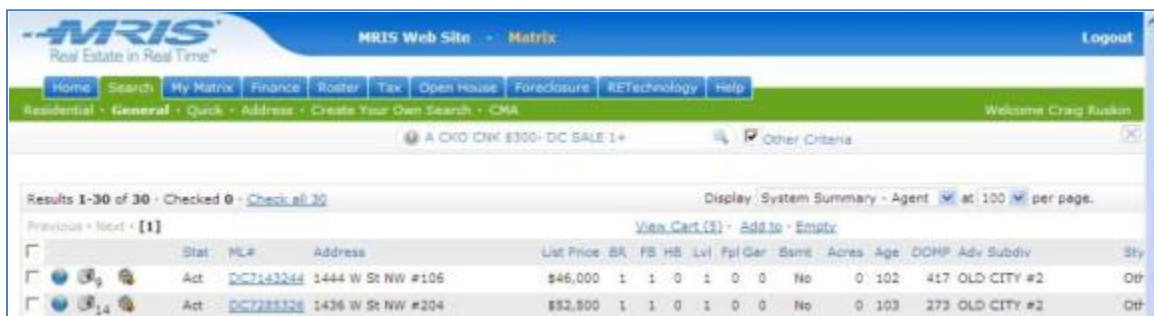 MRIS
Real Estate in Real Time™
MRIS Web Site - Matrix
Logout
Home Search My Matrix Finance Roster Tax Open House Foreclosure RETechnology Help
Residential · General · Quick · Address · Create Your Own Search · CMA
Welcome Craig Ruskin
A CKO CNK $300- DC SALE 1+
Other Criteria
Results 1-30 of 30 · Checked 0 · Check all 30
Display System Summary - Agent at 100 per page.
Previous · Next · [1]
View Cart (5) · Add to · Empty
Stat ML# Address List Price BR FB HB Lvl Fpl Gar Bsmt Acres Age DOMP Adv Subdiv Sty
9 Act DC7143244 1444 W St NW #106 $46,000 1 1 0 1 0 0 No 0 102 417 OLD CITY #2 Oth
14 Act DC7285326 1436 W St NW #204 $52,500 1 1 0 1 0 0 No 0 103 273 OLD CITY #2 Oth